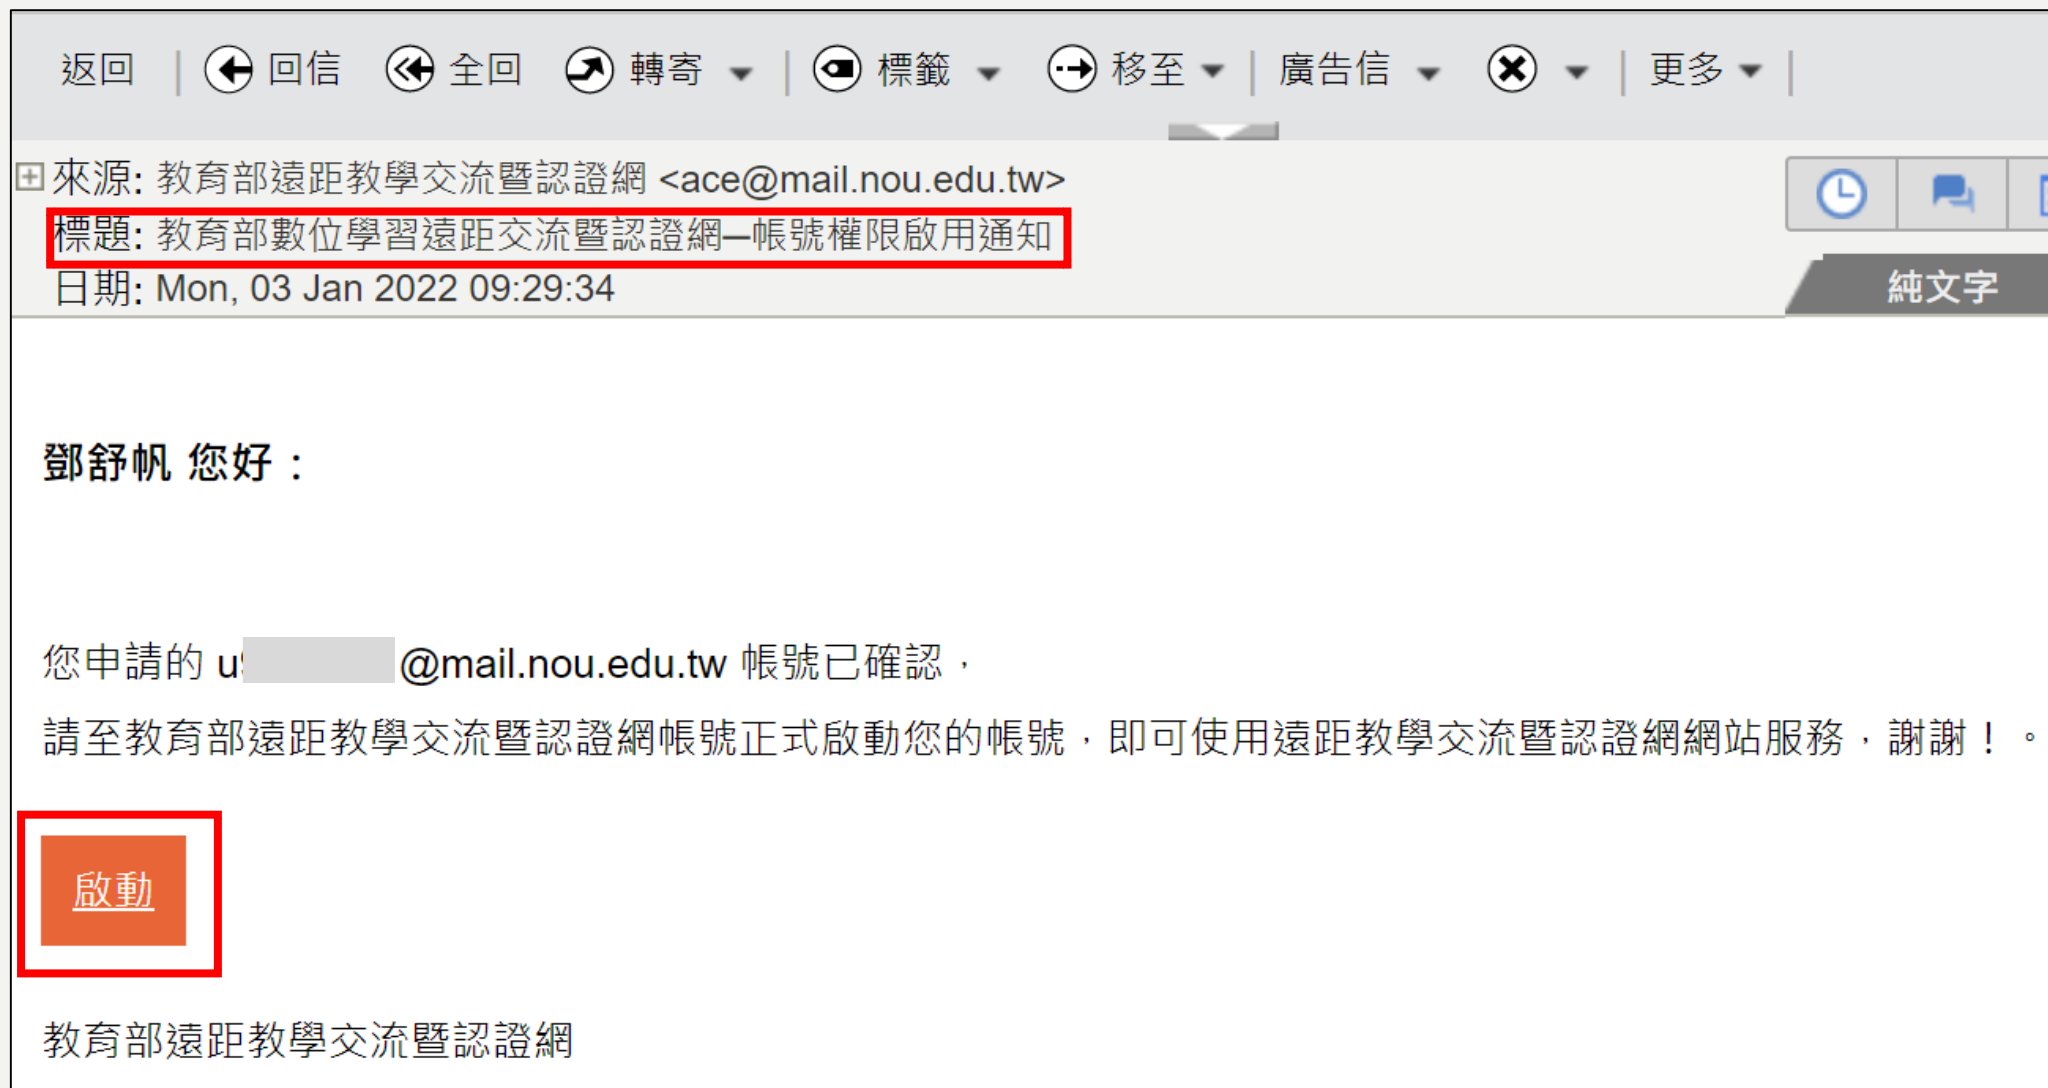 返回 回信 全回 轉寄 標籤 移至 廣告信 更多
來源: 教育部遠距教學交流暨認證網 <ace@mail.nou.edu.tw>
標題: 教育部數位學習遠距交流暨認證網—帳號權限啟用通知
日期: Mon, 03 Jan 2022 09:29:34
純文字
鄧舒帆 您好：
您申請的 u @mail.nou.edu.tw 帳號已確認，
請至教育部遠距教學交流暨認證網帳號正式啟動您的帳號，即可使用遠距教學交流暨認證網網站服務，謝謝！。
啟動
教育部遠距教學交流暨認證網